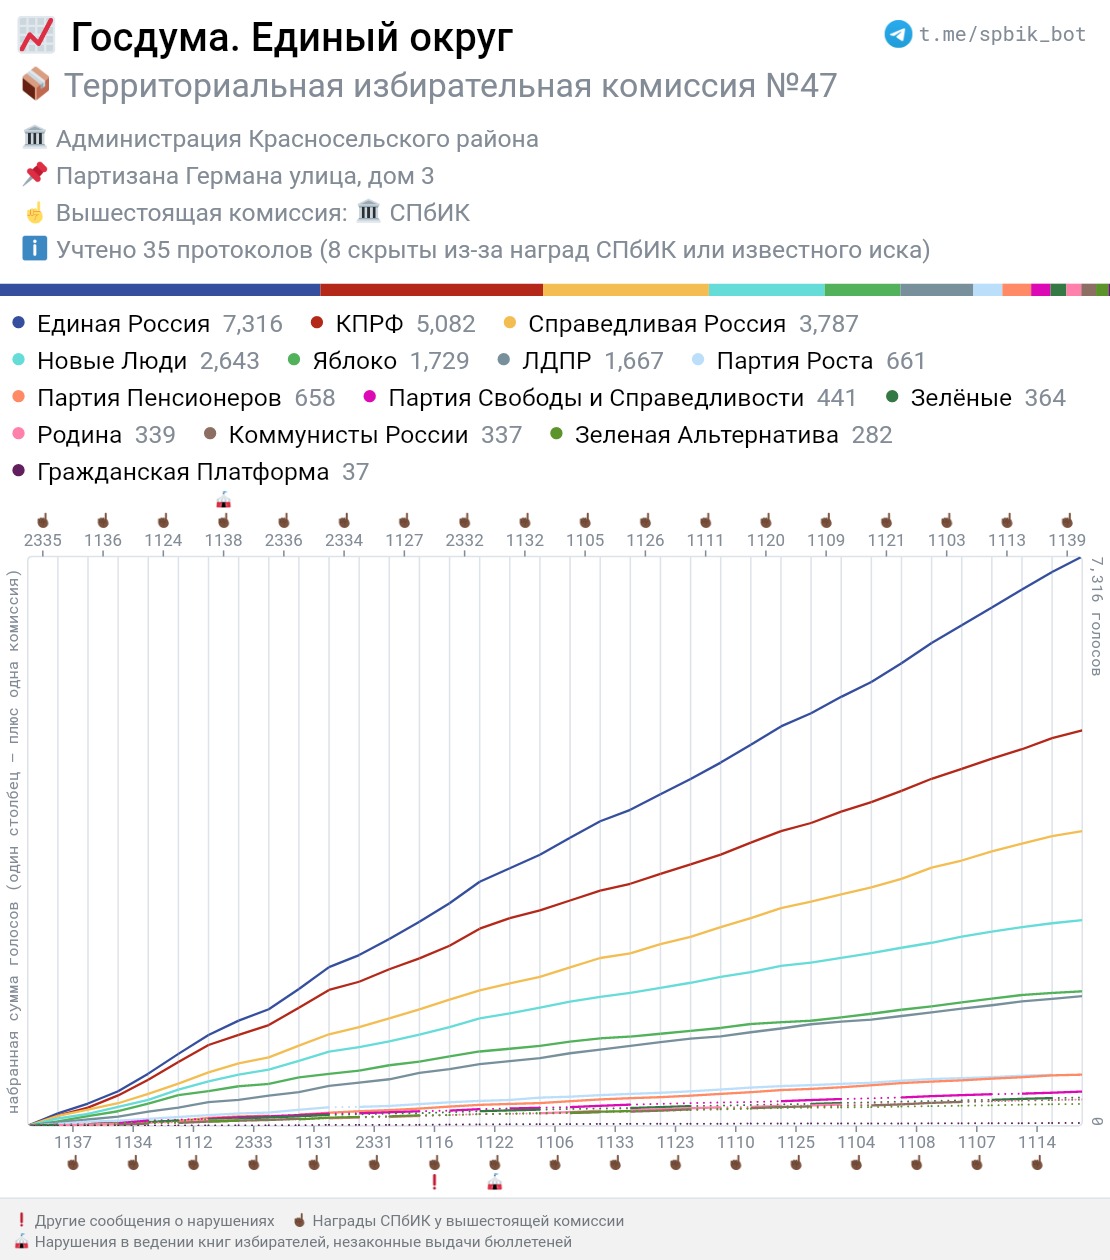 Госдума. Единый округ
t.me/spbik_bot
Территориальная избирательная комиссия №47
Администрация Красносельского района
Партизана Германа улица, дом 3
Вышестоящая комиссия: СПбИК
Учтено 35 протоколов (8 скрыты из-за наград СПбИК или известного иска)
Единая Россия 7,316 КПРФ 5,082 Справедливая Россия 3,787
Новые Люди 2,643 Яблоко 1,729 ЛДПР 1,667 Партия Роста 661
Партия Пенсионеров 658 Партия Свободы и Справедливости 441 Зелёные 364
Родина 339 Коммунисты России 337 Зеленая Альтернатива 282
Гражданская Платформа 37
2335 1136 1124 1138 2336 2334 1127 2332 1132 1105 1126 1111 1120 1109 1121 1103 1113 1139
набранная сумма голосов (один столбец — плюс одна комиссия)
7,316 голосов
0
1137 1134 1112 2333 1131 2331 1116 1122 1106 1133 1123 1110 1125 1104 1108 1107 1114
Другие сообщения о нарушениях Награды СПбИК у вышестоящей комиссии
Нарушения в ведении книг избирателей, незаконные выдачи бюллетеней